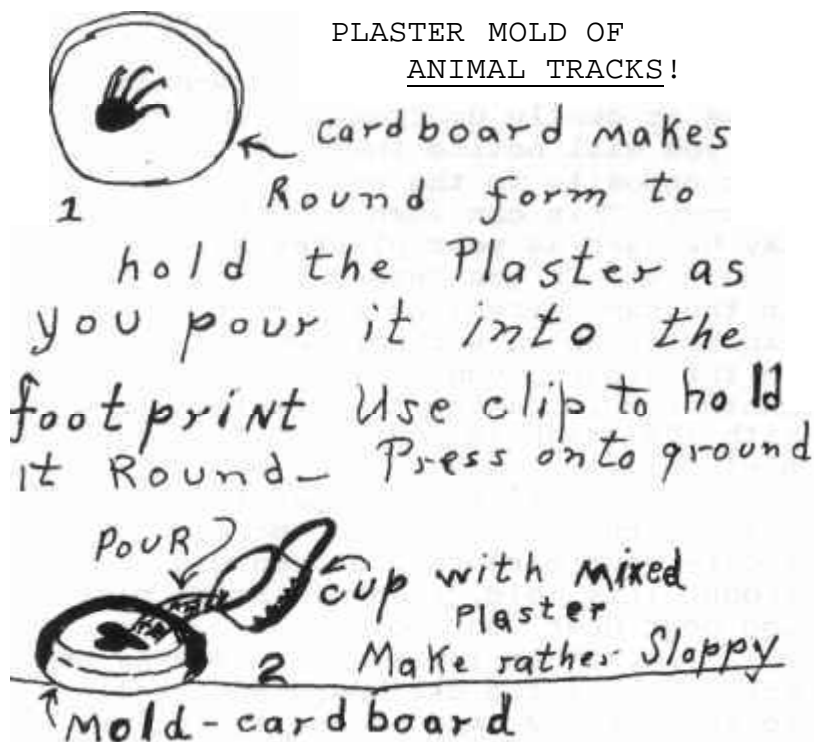 PLASTER MOLD OF
ANIMAL TRACKS!
cardboard makes
Round form to
1
hold the Plaster as
you pour it into the
footprint Use clip to hold
it Round- Press onto ground
POUR
cup with mixed
Plaster
2 Make rather Sloppy
Mold-cardboard